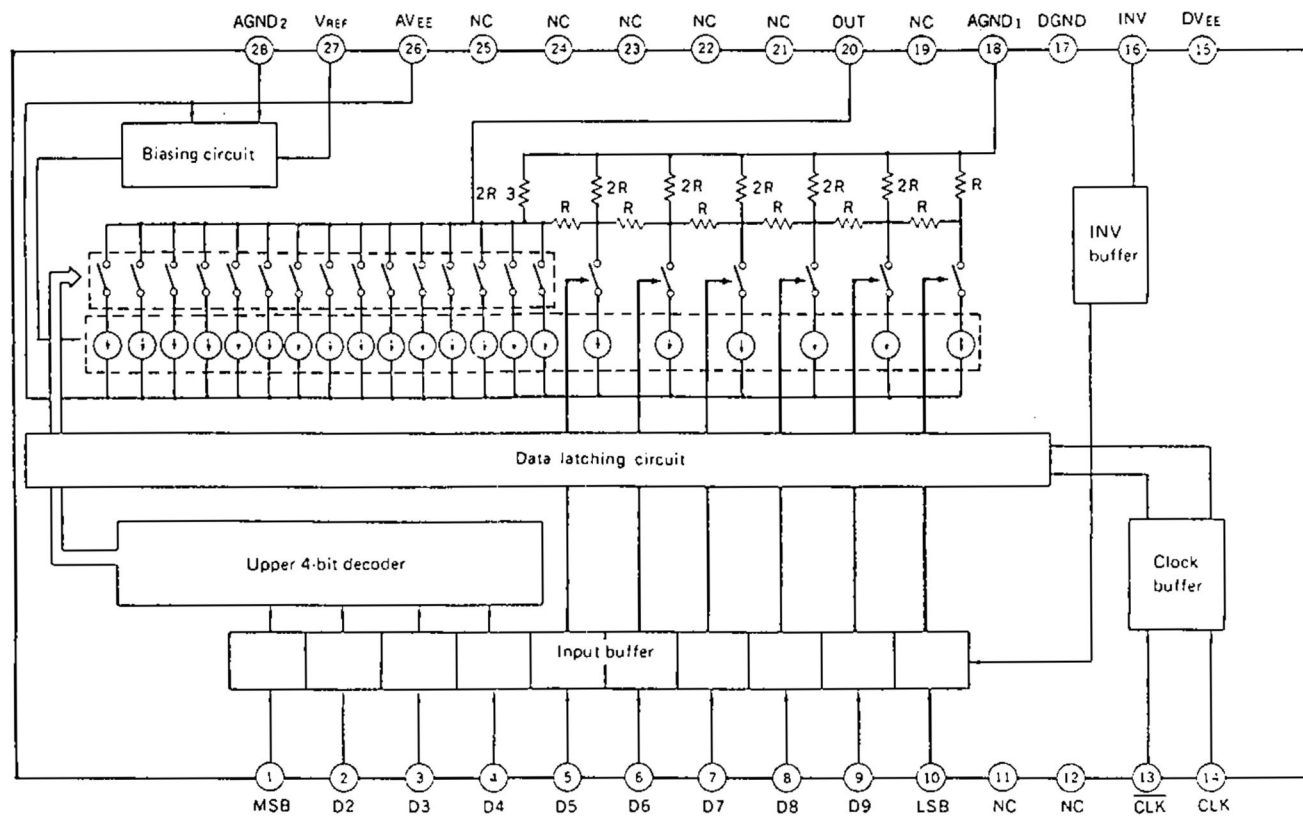 AGND2 VREF AVEE NC NC NC NC NC OUT NC AGND1 DGND INV DVEE
28 27 26 25 24 23 22 21 20 19 18 17 16 15
Biasing circuit
2R 3 2R 2R 2R 2R 2R R
R R R R R R
INV
buffer
Data latching circuit
Upper 4-bit decoder
Clock
buffer
Input buffer
1 2 3 4 5 6 7 8 9 10 11 12 13 14
MSB D2 D3 D4 D5 D6 D7 D8 D9 LSB NC NC C̅L̅K̅ CLK